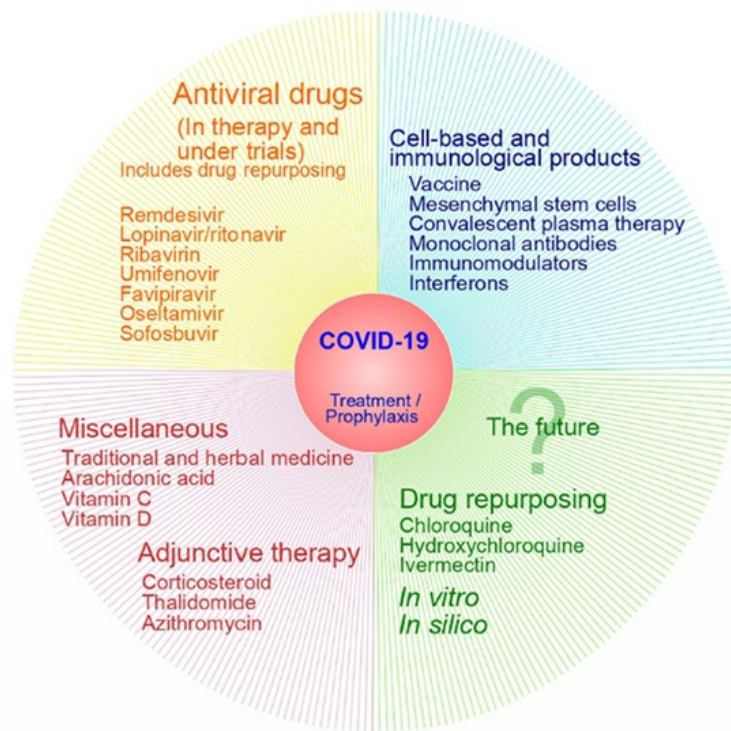 Antiviral drugs
(In therapy and
under trials)
Includes drug repurposing
Remdesivir
Lopinavir/ritonavir
Ribavirin
Umifenovir
Favipiravir
Oseltamivir
Sofosbuvir
Cell-based and
immunological products
Vaccine
Mesenchymal stem cells
Convalescent plasma therapy
Monoclonal antibodies
Immunomodulators
Interferons
COVID-19
Treatment /
Prophylaxis
Miscellaneous
Traditional and herbal medicine
Arachidonic acid
Vitamin C
Vitamin D
Adjunctive therapy
Corticosteroid
Thalidomide
Azithromycin
?
The future
Drug repurposing
Chloroquine
Hydroxychloroquine
Ivermectin
In vitro
In silico